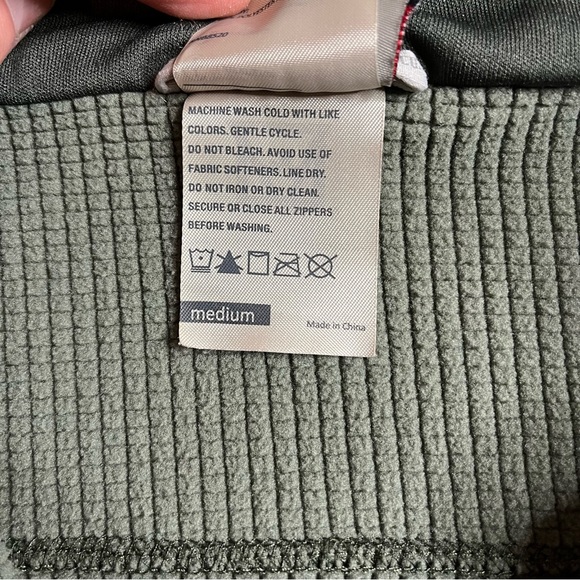 MACHINE WASH COLD WITH LIKE
COLORS. GENTLE CYCLE.
DO NOT BLEACH. AVOID USE OF
FABRIC SOFTENERS. LINE DRY.
DO NOT IRON OR DRY CLEAN.
SECURE OR CLOSE ALL ZIPPERS
BEFORE WASHING.
medium
Made in China